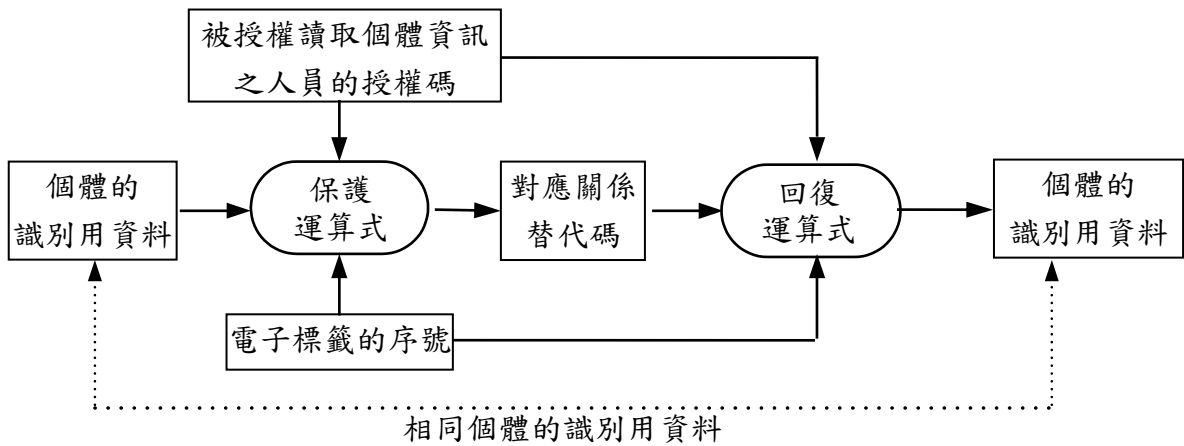 被授權讀取個體資訊
之人員的授權碼
個體的
識別用資料
保護
運算式
對應關係
替代碼
回復
運算式
個體的
識別用資料
電子標籤的序號
相同個體的識別用資料